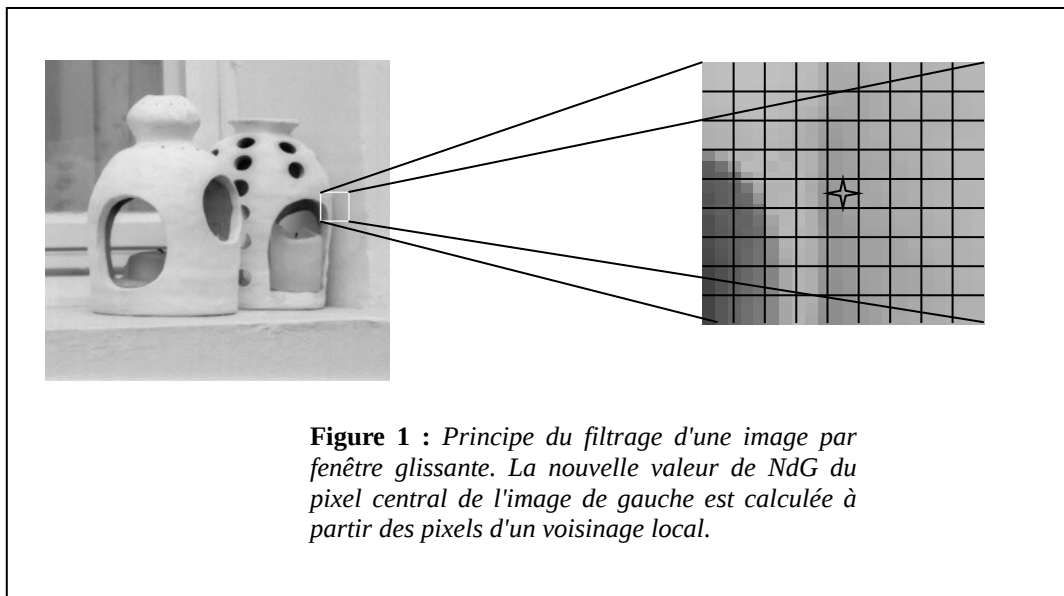 Figure 1 : Principe du filtrage d'une image par
fenêtre glissante. La nouvelle valeur de NdG du
pixel central de l'image de gauche est calculée à
partir des pixels d'un voisinage local.